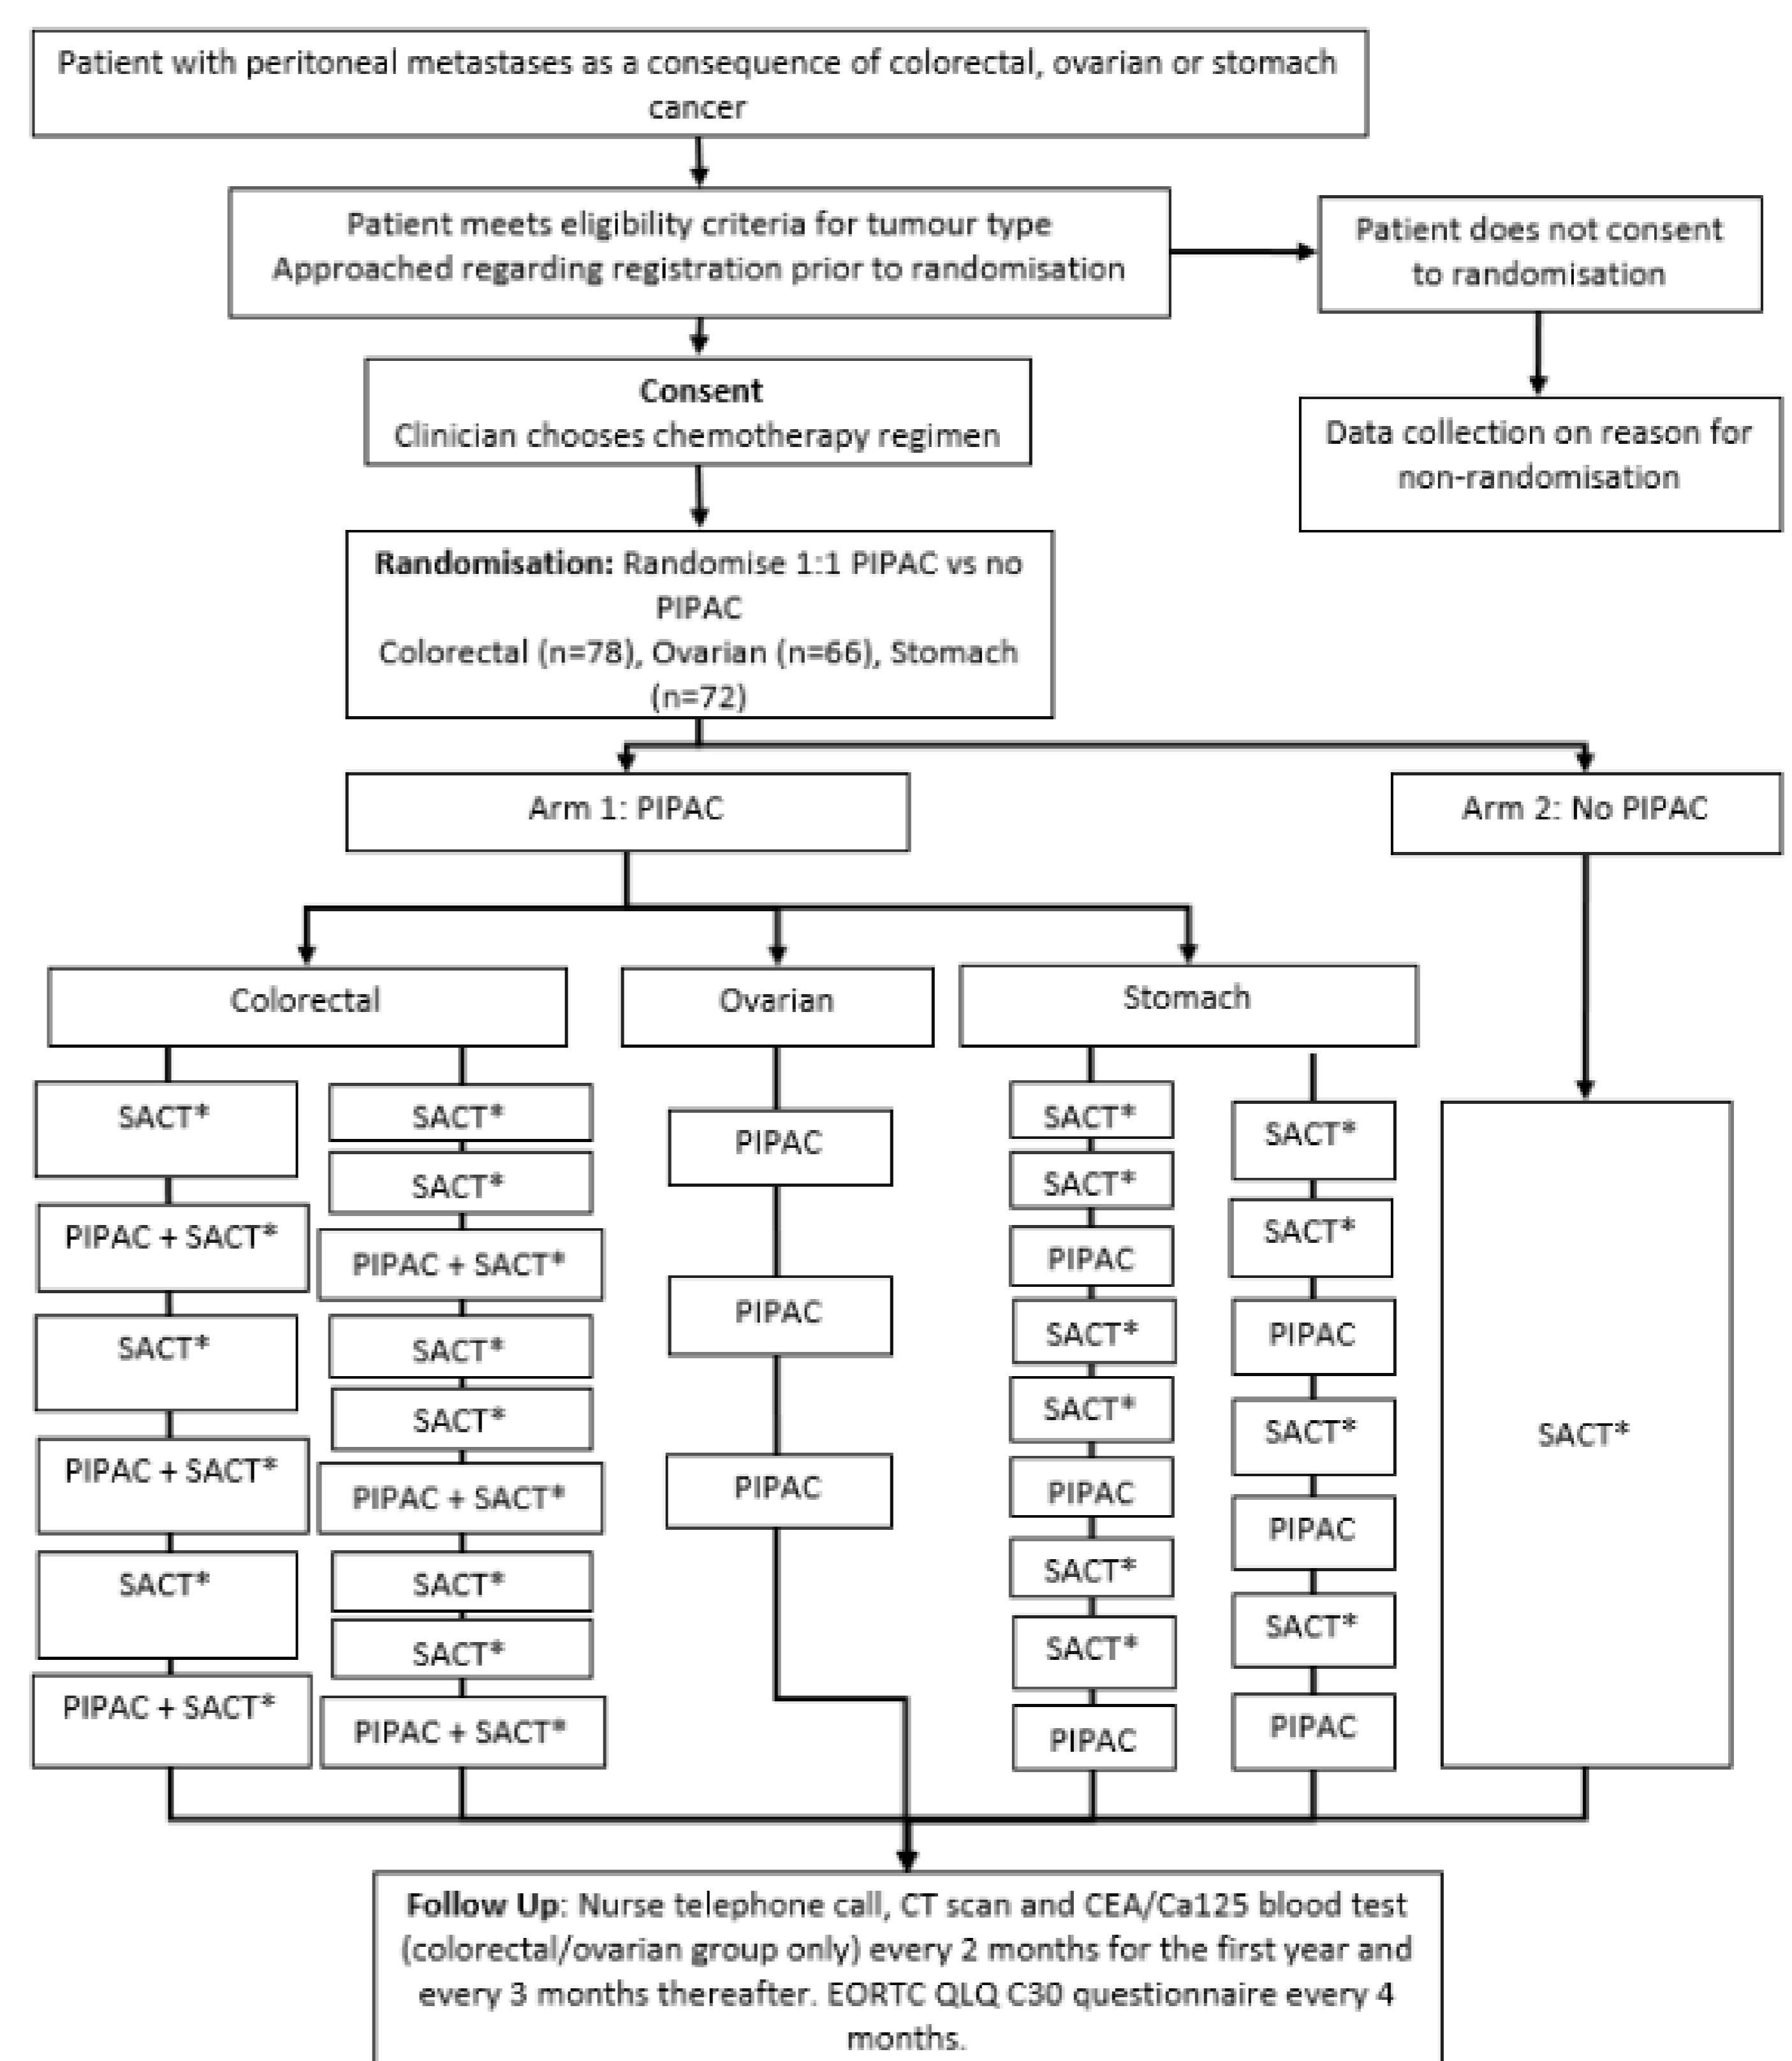 Patient with peritoneal metastases as a consequence of colorectal, ovarian or stomach
cancer
Patient meets eligibility criteria for tumour type
Approached regarding registration prior to randomisation
Patient does not consent
to randomisation
Consent
Clinician chooses chemotherapy regimen
Data collection on reason for
non-randomisation
Randomisation: Randomise 1:1 PIPAC vs no
PIPAC
Colorectal (n=78), Ovarian (n=66), Stomach
(n=72)
Arm 1: PIPAC
Arm 2: No PIPAC
Colorectal
Ovarian
Stomach
SACT*
PIPAC + SACT*
SACT*
PIPAC + SACT*
SACT*
PIPAC + SACT*
SACT*
SACT*
PIPAC + SACT*
SACT*
SACT*
PIPAC + SACT*
SACT*
SACT*
PIPAC + SACT*
PIPAC
PIPAC
PIPAC
SACT*
SACT*
PIPAC
SACT*
SACT*
PIPAC
SACT*
SACT*
PIPAC
SACT*
SACT*
PIPAC
SACT*
PIPAC
SACT*
PIPAC
SACT*
Follow Up: Nurse telephone call, CT scan and CEA/Ca125 blood test
(colorectal/ovarian group only) every 2 months for the first year and
every 3 months thereafter. EORTC QLQ C30 questionnaire every 4
months.